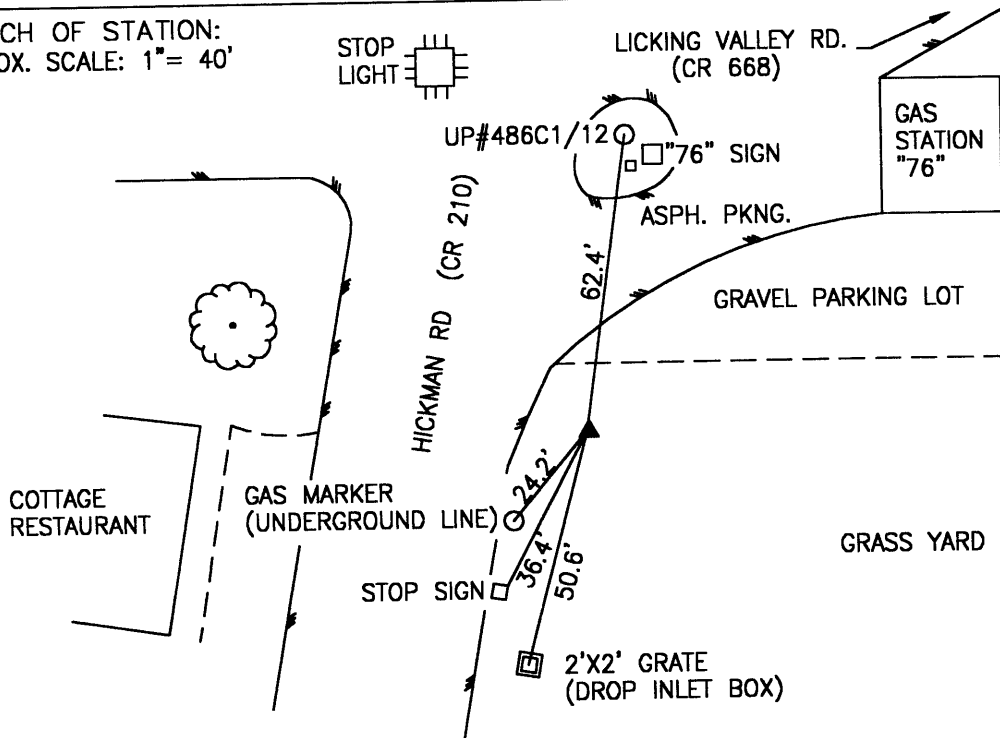 CH OF STATION:
OX. SCALE: 1"= 40'
STOP
LIGHT
LICKING VALLEY RD.
(CR 668)
GAS
STATION
"76"
UP#486C1/12
"76" SIGN
ASPH. PKNG.
HICKMAN RD (CR 210)
62.4'
GRAVEL PARKING LOT
24.2'
COTTAGE
RESTAURANT
GAS MARKER
(UNDERGROUND LINE)
36.4'
50.6'
GRASS YARD
STOP SIGN
2'X2' GRATE
(DROP INLET BOX)